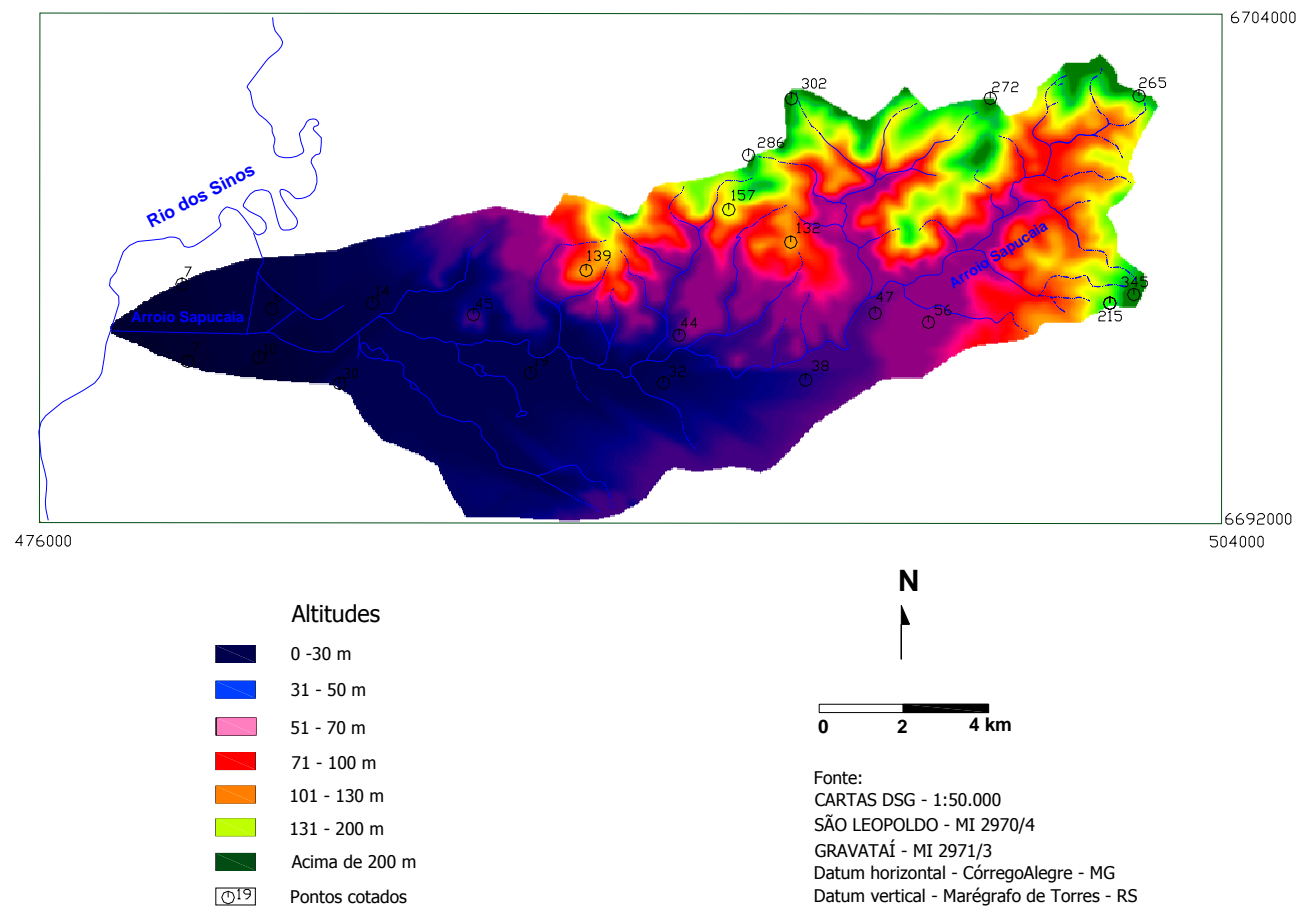 6704000
302
272
265
286
Rio dos Sinos
157
132
Arroio Sapucaia
139
7
345
215
14
45
47
56
Arroio Sapucaia
44
38
20
6692000
476000
504000
N
Altitudes
0 -30 m
31 - 50 m
51 - 70 m
71 - 100 m
101 - 130 m
131 - 200 m
Acima de 200 m
19 Pontos cotados
0 2 4 km
Fonte:
CARTAS DSG - 1:50.000
SÃO LEOPOLDO - MI 2970/4
GRAVATAÍ - MI 2971/3
Datum horizontal - CórregoAlegre - MG
Datum vertical - Marégrafo de Torres - RS